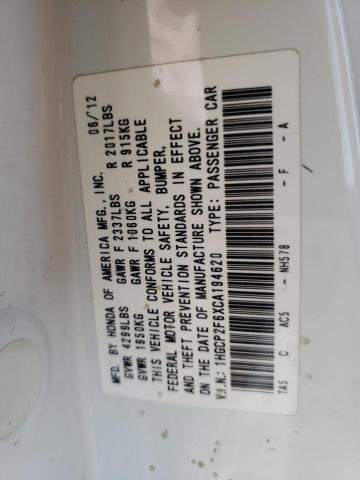 MFD. BY HONDA OF AMERICA MFG., INC. 06/12
GVWR 4299LBS GAWR F 2337LBS R 2017LBS
GVWR 1950KG GAWR F 1060KG R 915KG
THIS VEHICLE CONFORMS TO ALL APPLICABLE
FEDERAL MOTOR VEHICLE SAFETY, BUMPER,
AND THEFT PREVENTION STANDARDS IN EFFECT
ON THE DATE OF MANUFACTURE SHOWN ABOVE.
V.I.N.: 1HGCP2F6XCA194620 TYPE: PASSENGER CAR
TA5 C AC5 - NH578 - F - A